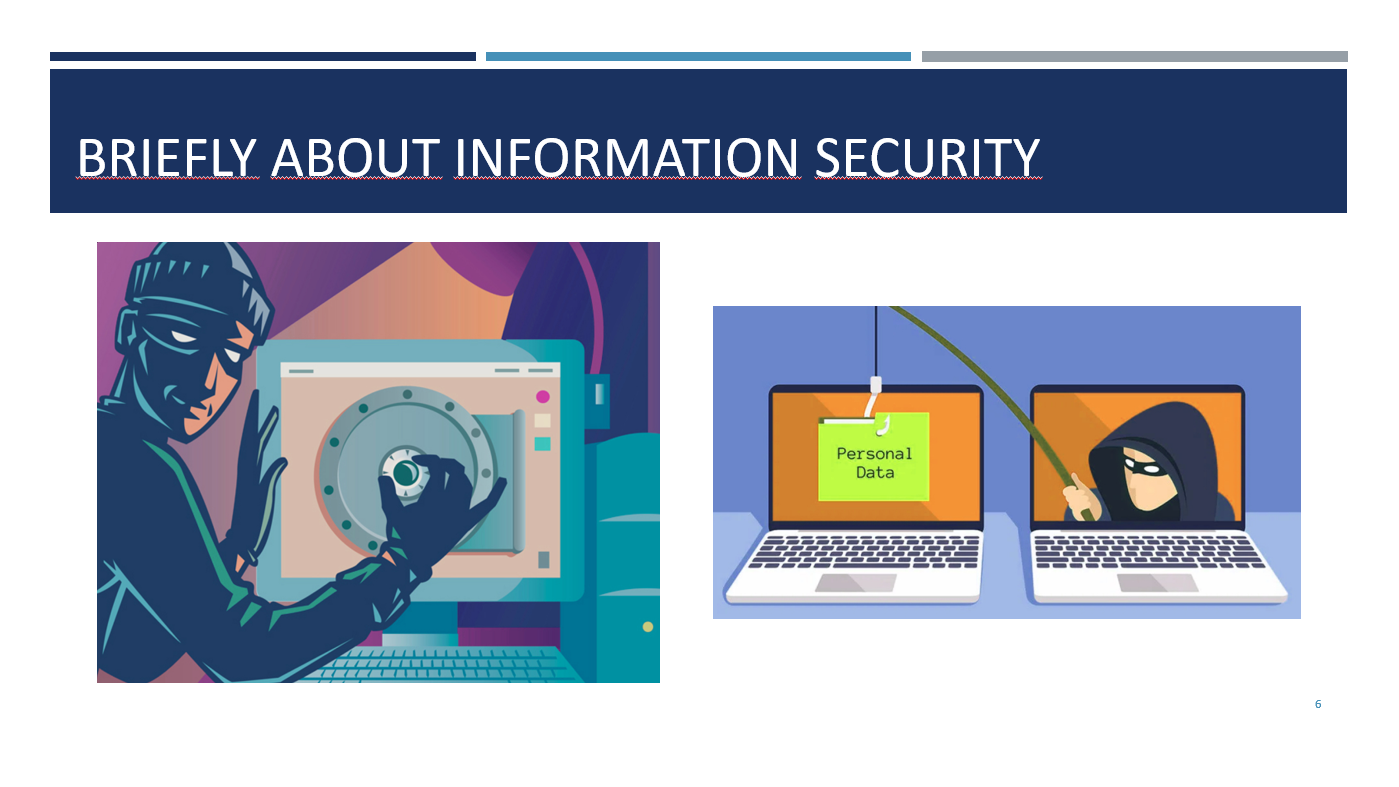 BRIEFLY ABOUT INFORMATION SECURITY
Personal
Data
6